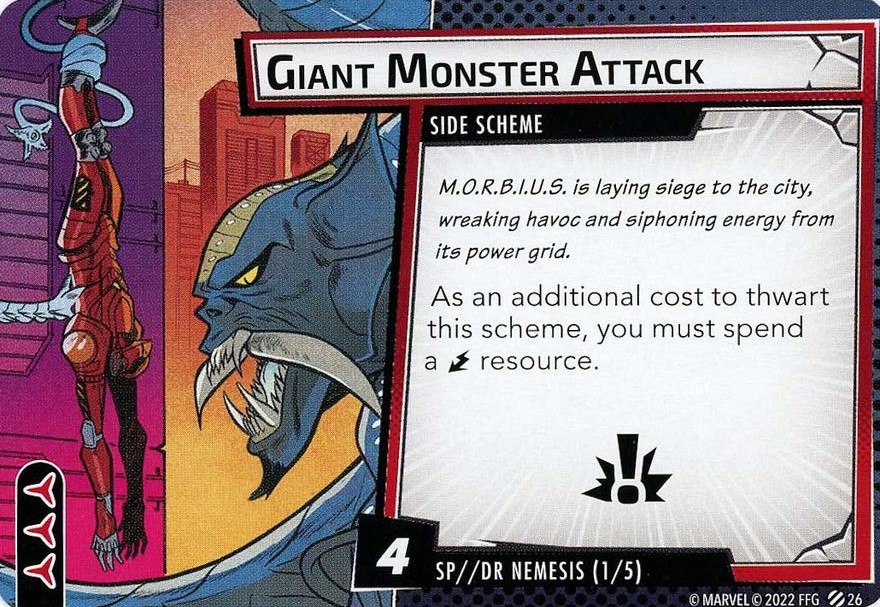 GIANT MONSTER ATTACK
SIDE SCHEME
M.O.R.B.I.U.S. is laying siege to the city,
wreaking havoc and siphoning energy from
its power grid.
As an additional cost to thwart
this scheme, you must spend
a resource.
4
SP//DR NEMESIS (1/5)
© MARVEL © 2022 FFG 26